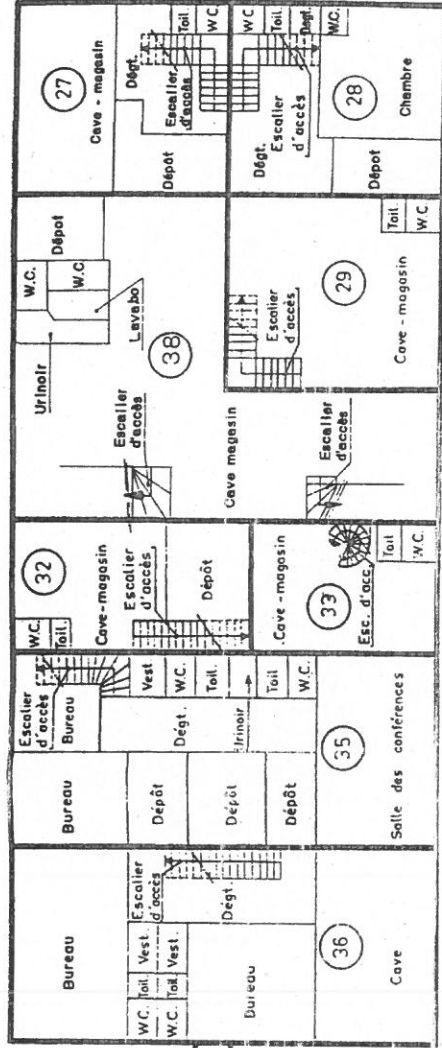 36
Bureau
W.C.
Toil.
Vest.
W.C.
Toil.
Vest.
Escalier
d'accès
Dégt.
Bureau
Cave
35
Bureau
Escalier
d'accès
Bureau
Vest.
W.C.
Toil.
Urinoir
Toil
W.C.
Dégt.
Dépôt
Dépôt
Dépôt
Salle des conférences
32
W.C.
Toil.
Cave-magasin
Escalier
d'accès
Dépôt
33
Cave-magasin
Esc. d'acc.
Toil
W.C.
38
Urinoir
W.C.
W.C.
Lavabo
Dépot
Escalier
d'accès
Cave magasin
Escalier
d'accès
29
Escalier
d'accès
Cave-magasin
Toil.
W.C.
27
Cave-magasin
Dégt.
Escalier
d'accès
Toil.
W.C.
Dépôt
28
W.C.
Toil.
Dégt.
W.C.
Dégt.
Escalier
d'accès
Chambre
Dépot